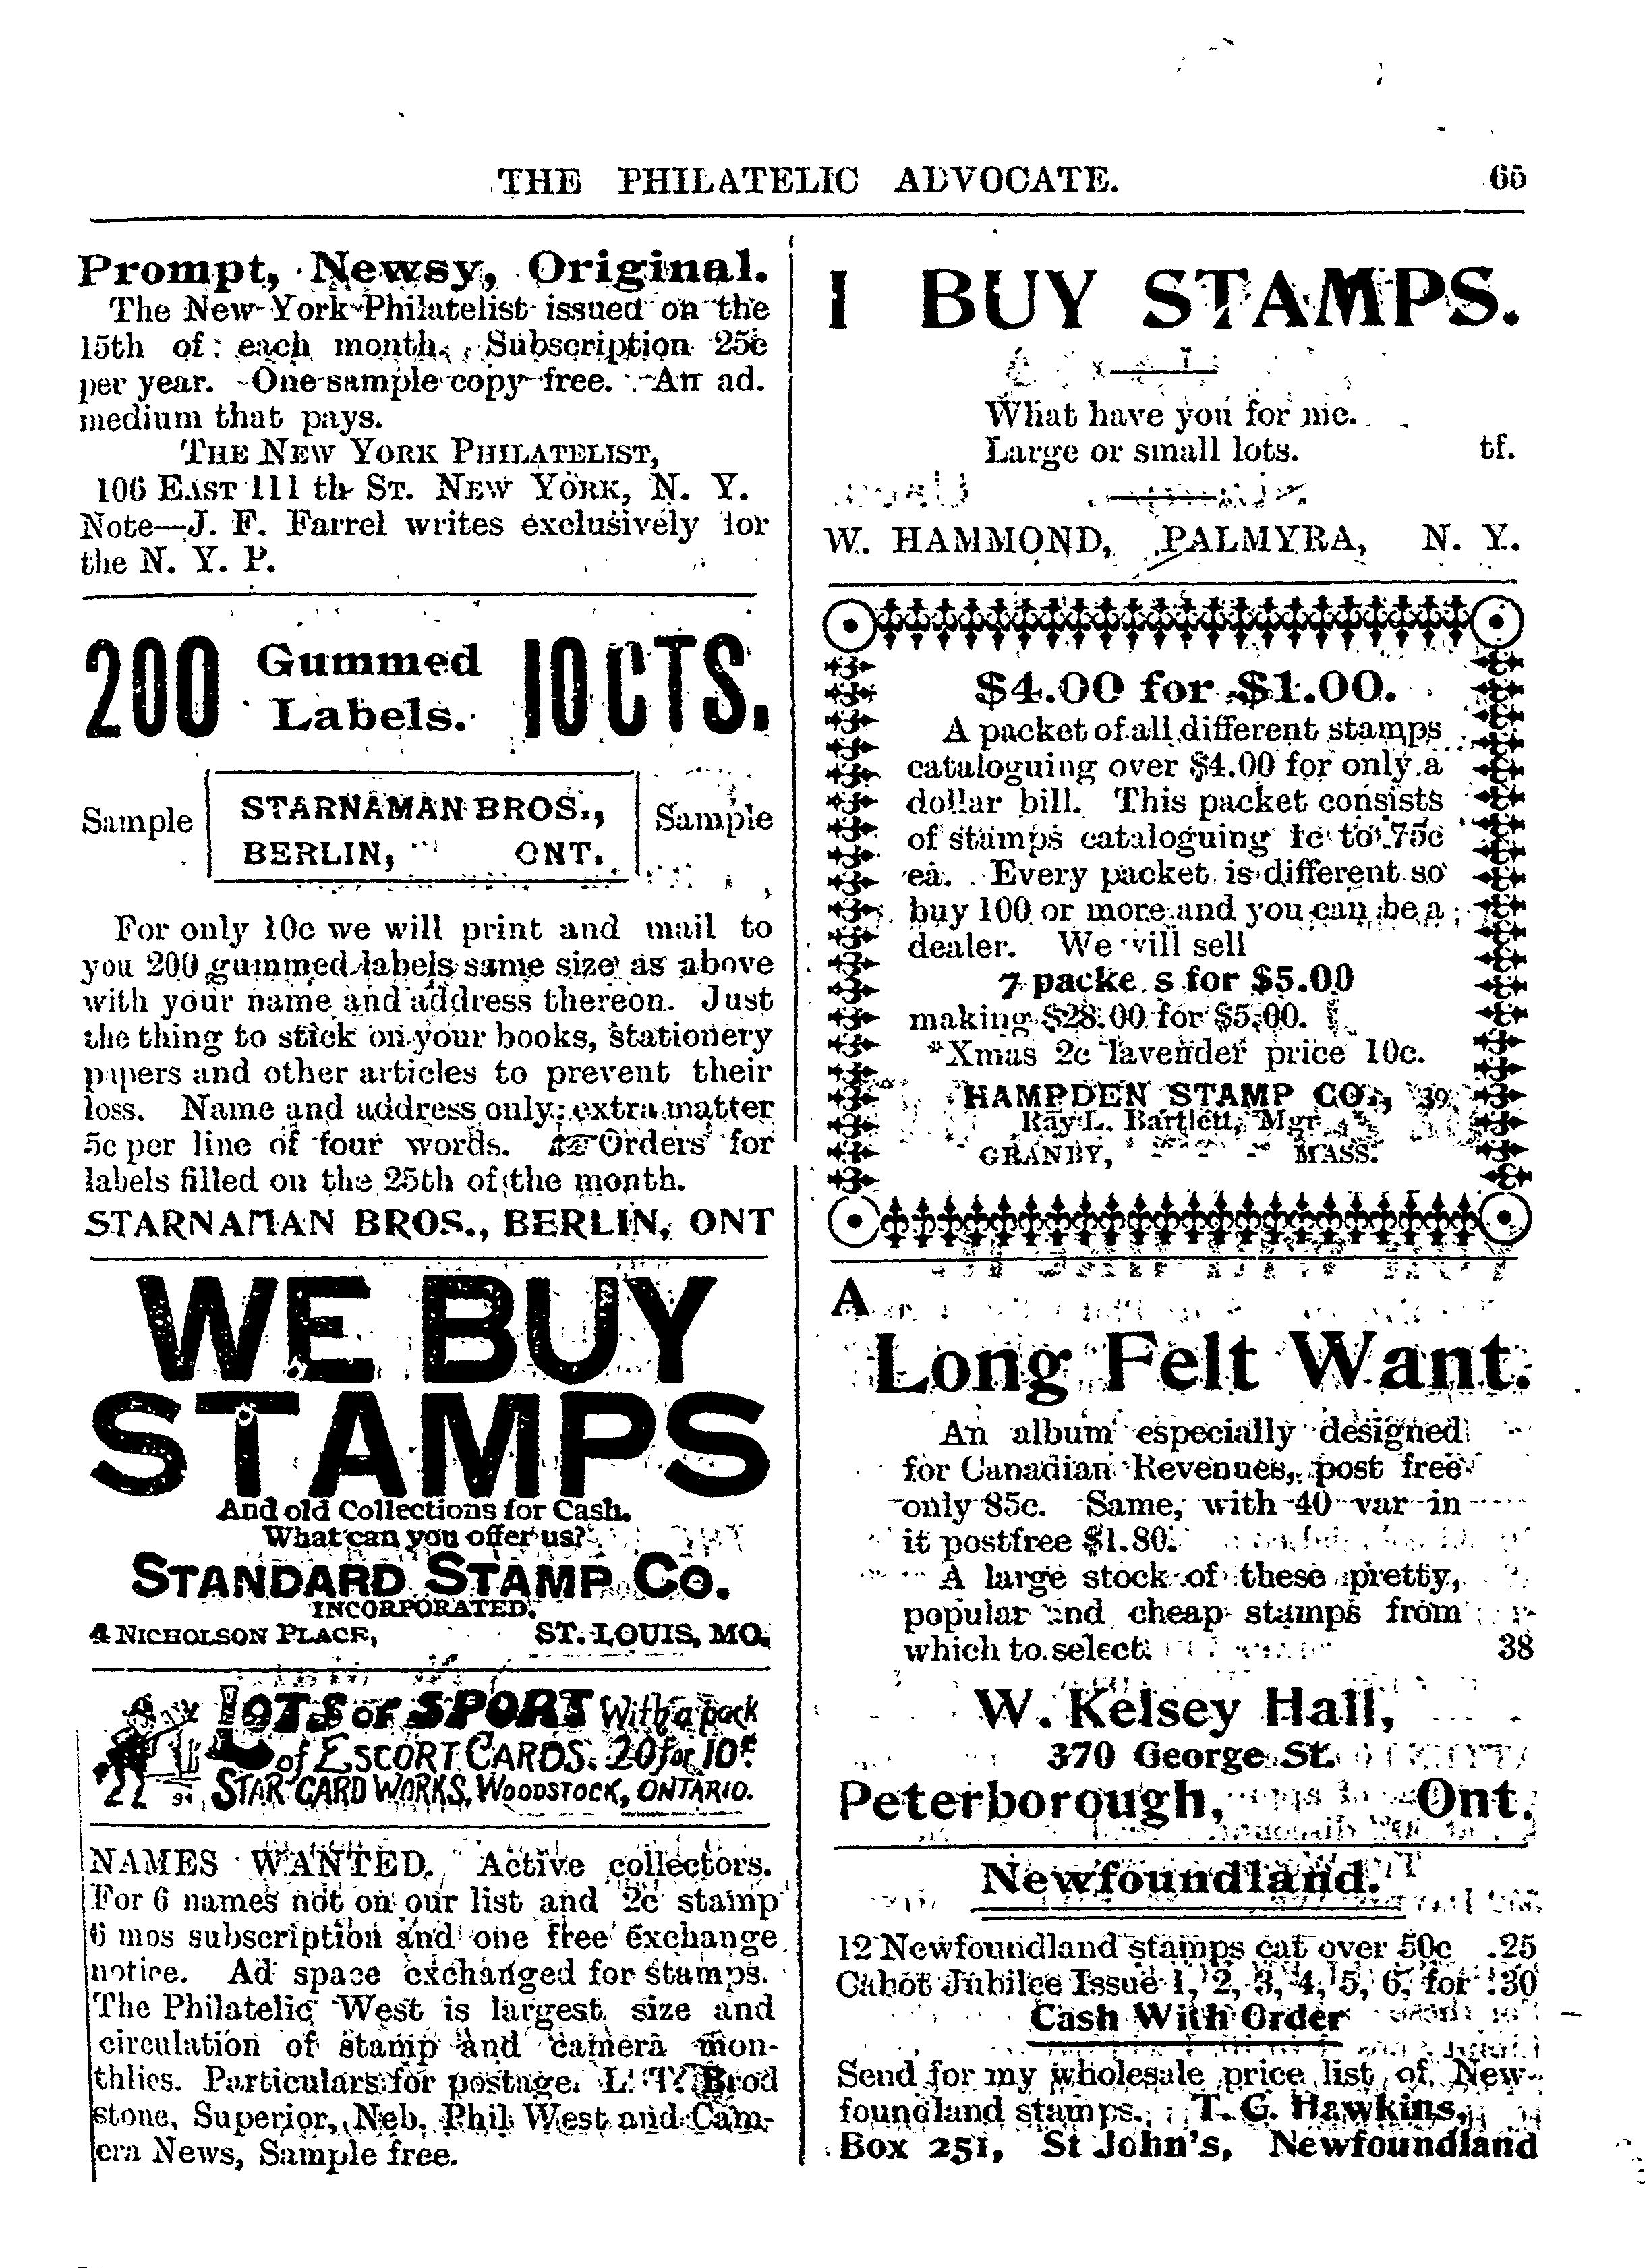 THE PHILATELIC ADVOCATE. 65
Prompt, Newsy, Original.
The New York Philatelist issued on the
15th of each month. Subscription 25c
per year. One sample copy free. An ad.
medium that pays.
THE NEW YORK PHILATELIST,
106 EAST 111 th ST. NEW YORK, N. Y.
Note—J. F. Farrel writes exclusively for
the N. Y. P.
200 Gummed Labels. 10 CTS.
Sample STARNAMAN BROS., Sample
BERLIN, ONT.
For only 10c we will print and mail to
you 200 gummed labels same size as above
with your name and address thereon. Just
the thing to stick on your books, stationery
papers and other articles to prevent their
loss. Name and address only; extra matter
5c per line of four words. Orders for
labels filled on the 25th of the month.
STARNAMAN BROS., BERLIN, ONT
WE BUY
STAMPS
And old Collections for Cash.
What can you offer us?
STANDARD STAMP CO.
INCORPORATED.
4 NICHOLSON PLACE, ST. LOUIS, MO.
LOTS OF SPORT With a pack
of ESCORT CARDS. 20 for 10c
STAR CARD WORKS, WOODSTOCK, ONTARIO.
NAMES WANTED. Active collectors.
For 6 names not on our list and 2c stamp
6 mos subscription and one free exchange
notice. Ad space exchanged for stamps.
The Philatelic West is largest size and
circulation of stamp and camera mon-
thlies. Particulars for postage. L. T. Brod
stone, Superior, Neb. Phil West and Cam-
era News, Sample free.
I BUY STAMPS.
What have you for me.
Large or small lots. tf.
W. HAMMOND, PALMYRA, N. Y.
$4.00 for $1.00.
A packet of all different stamps
cataloguing over $4.00 for only a
dollar bill. This packet consists
of stamps cataloguing 1c to 75c
ea. Every packet is different so
buy 100 or more and you can be a
dealer. We will sell
7 packe s for $5.00
making $28.00 for $5.00.
*Xmas 2c lavender price 10c.
HAMPDEN STAMP CO., 39
Ray L. Bartlett, Mgr.
GRANBY, - - - - MASS.
A
Long Felt Want.
An album especially designed
for Canadian Revenues, post free
only 85c. Same, with 40 var in
it postfree $1.80.
A large stock of these pretty,
popular and cheap stamps from
which to select. 38
W. Kelsey Hall,
370 George St.
Peterborough, Ont.
Newfoundland.
12 Newfoundland stamps cat over 50c .25
Cabot Jubilee Issue 1, 2, 3, 4, 5, 6, for .30
Cash With Order
Send for my wholesale price list of New-
foundland stamps. T. G. Hawkins,
Box 251, St John's, Newfoundland